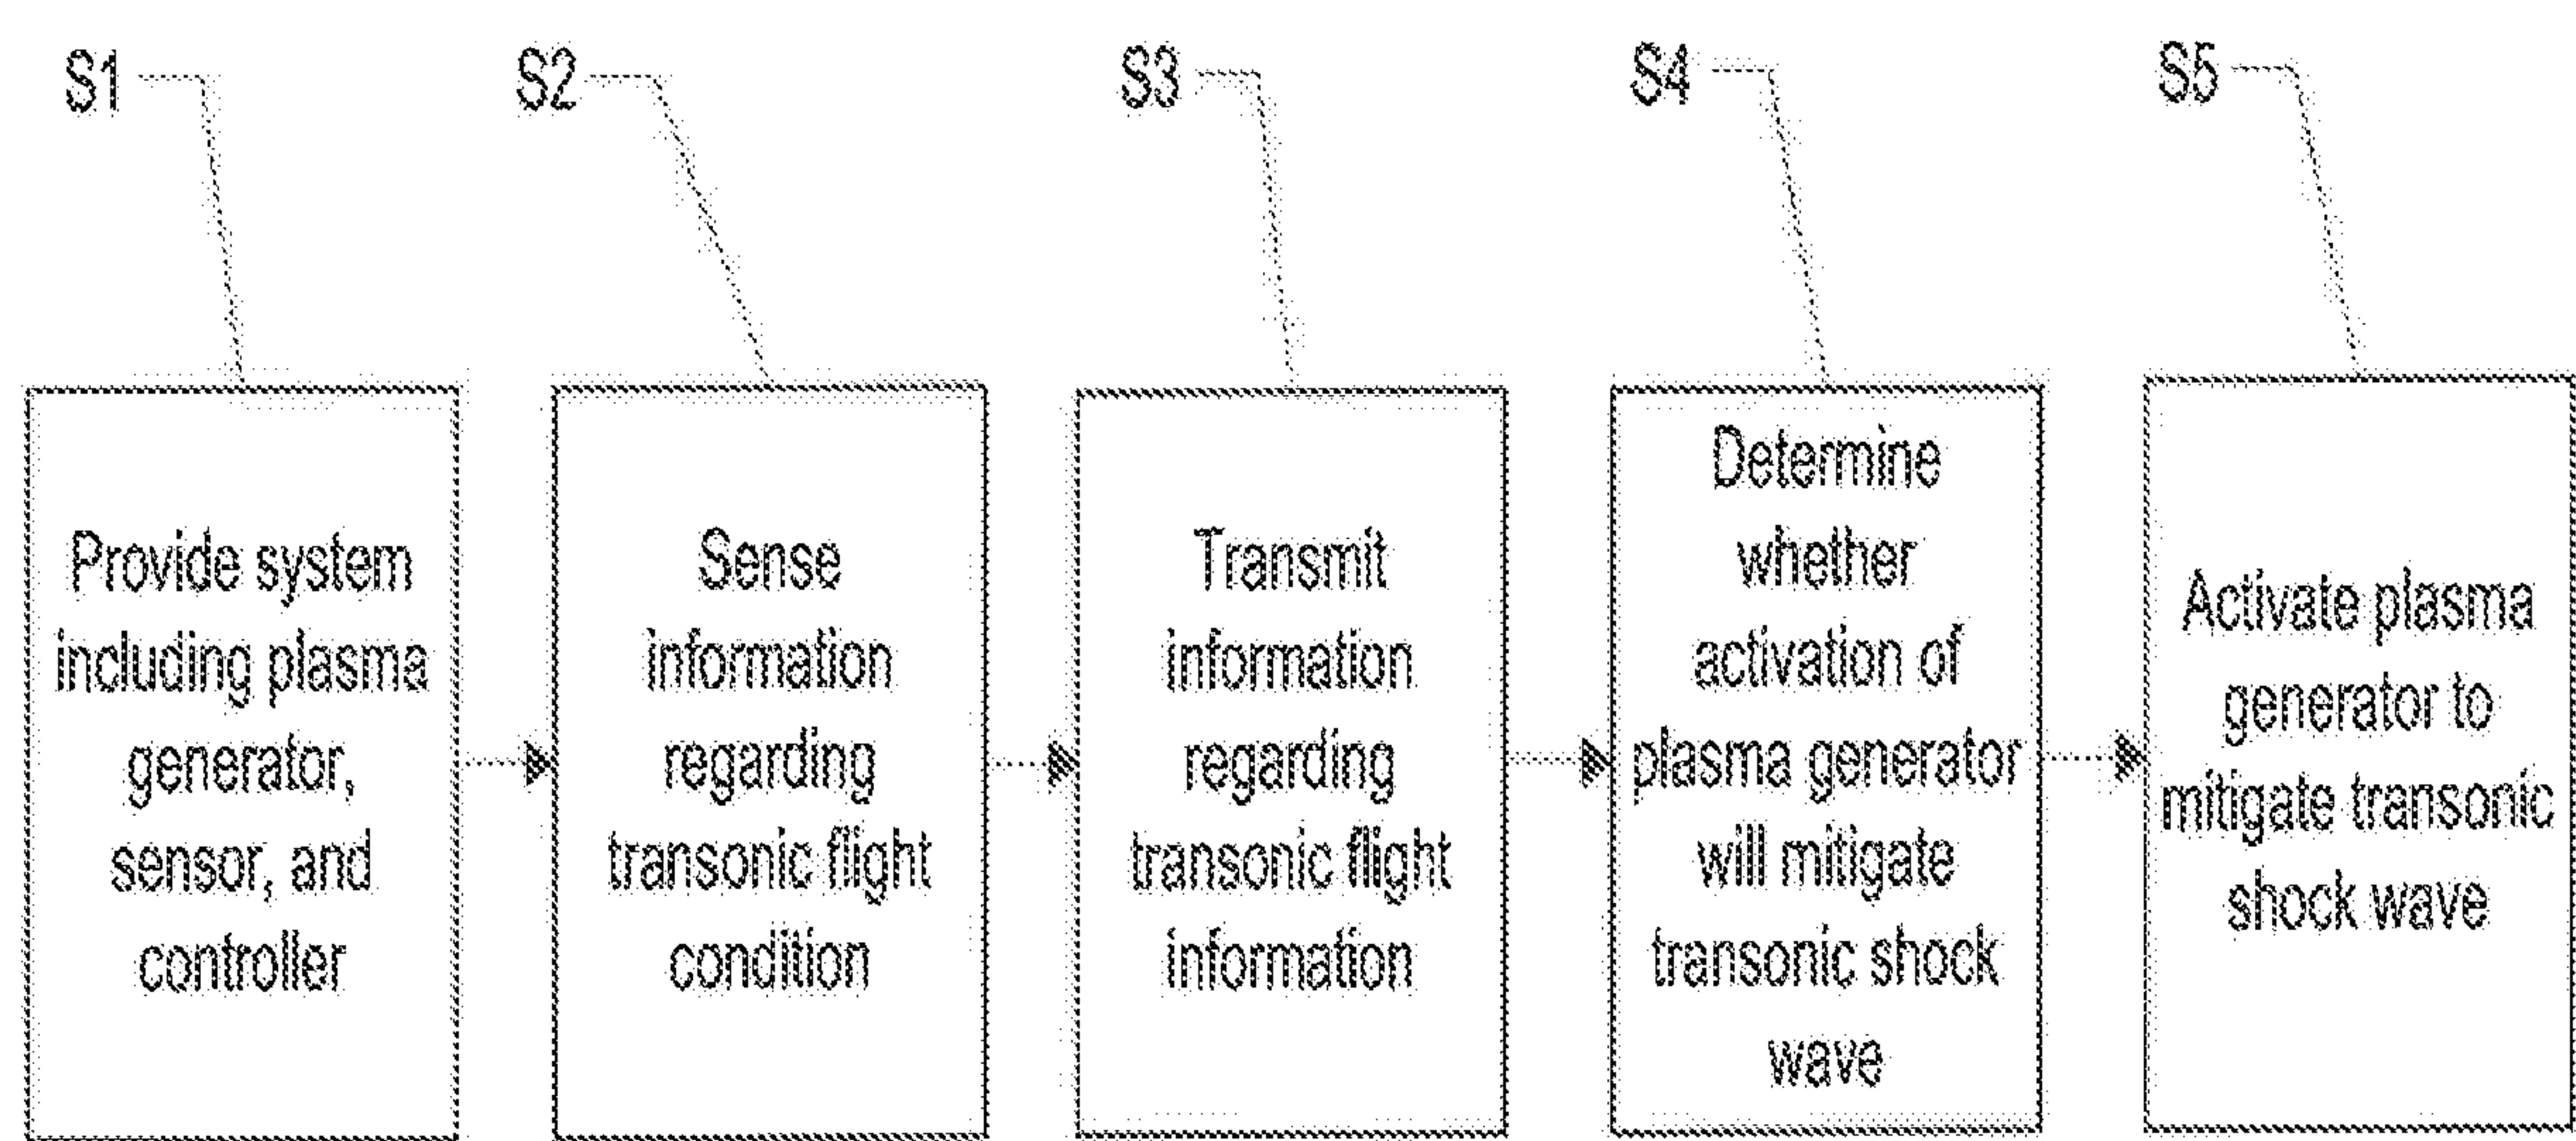 S1
S2
S3
S4
S5
Provide system
including plasma
generator,
sensor, and
controller
Sense
information
regarding
transonic flight
condition
Transmit
information
regarding
transonic flight
information
Determine
whether
activation of
plasma generator
will mitigate
transonic shock
wave
Activate plasma
generator to
mitigate transonic
shock wave